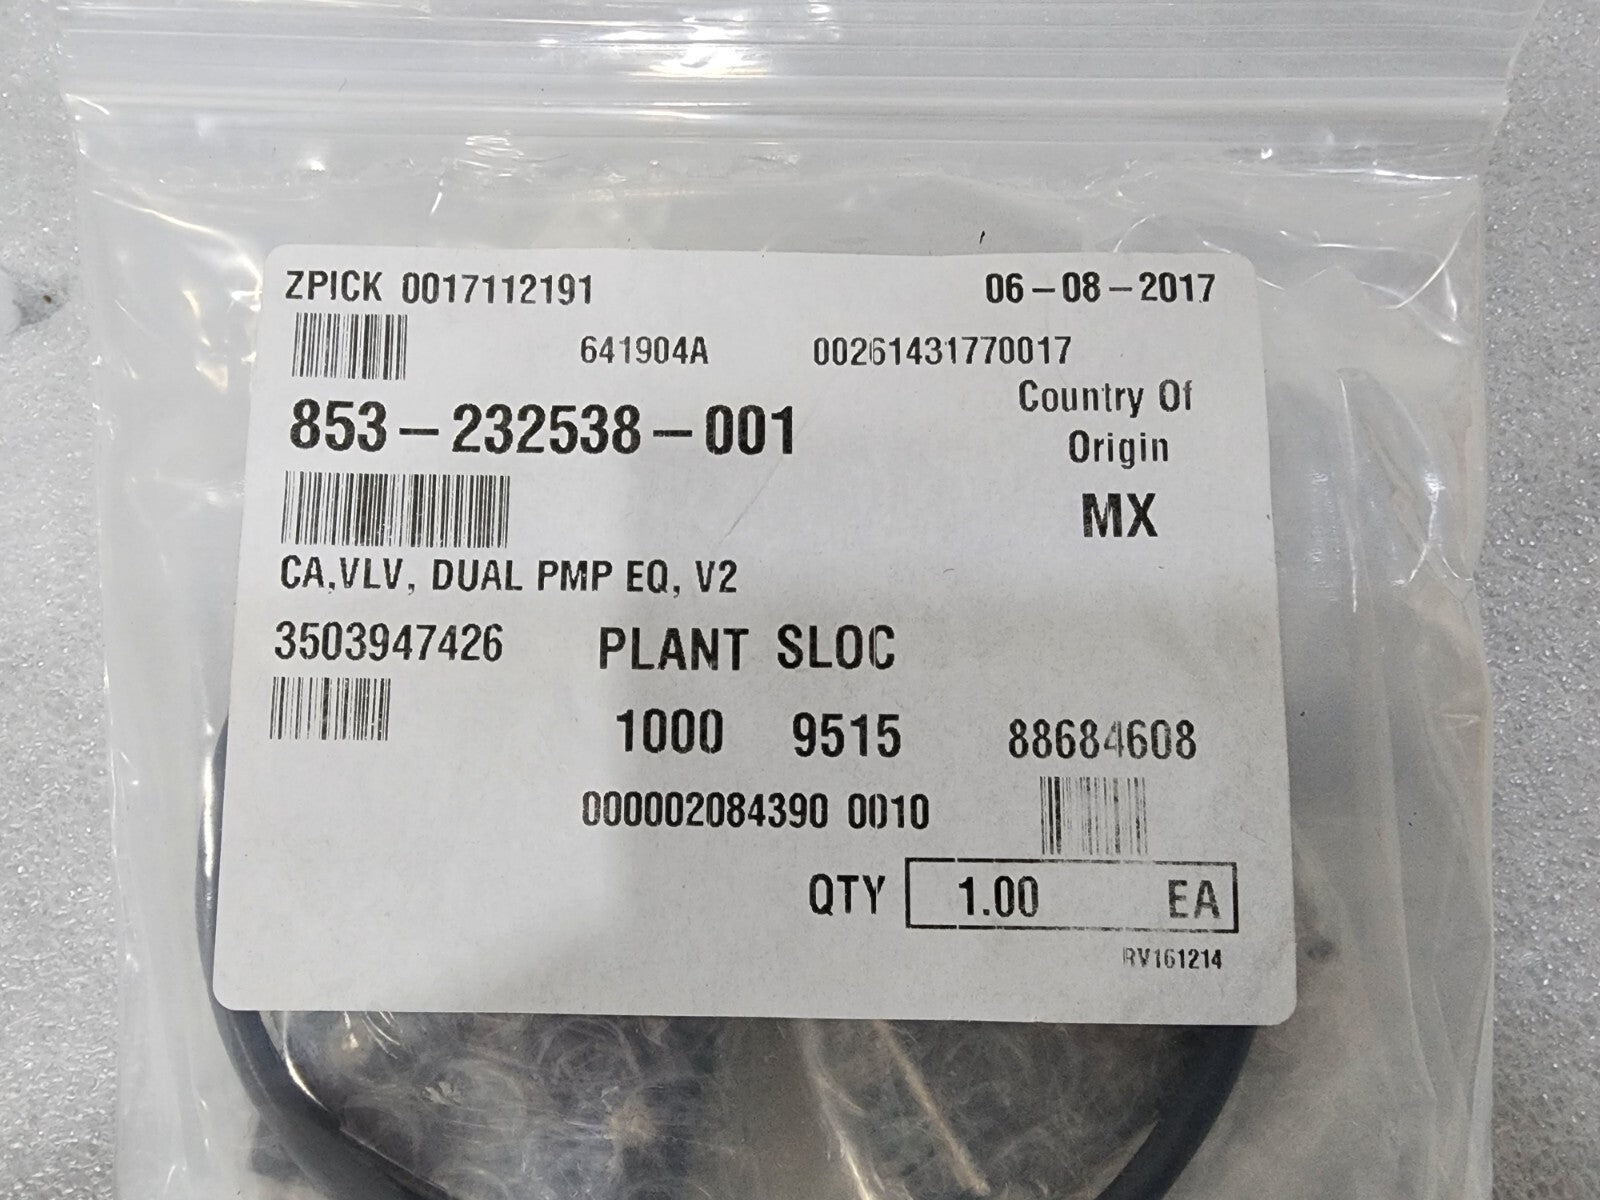 ZPICK 0017112191 06-08-2017
641904A 00261431770017
853-232538-001
Country Of
Origin
MX
CA,VLV, DUAL PMP EQ, V2
3503947426 PLANT SLOC
1000 9515 88684608
000002084390 0010
QTY 1.00 EA
RV161214